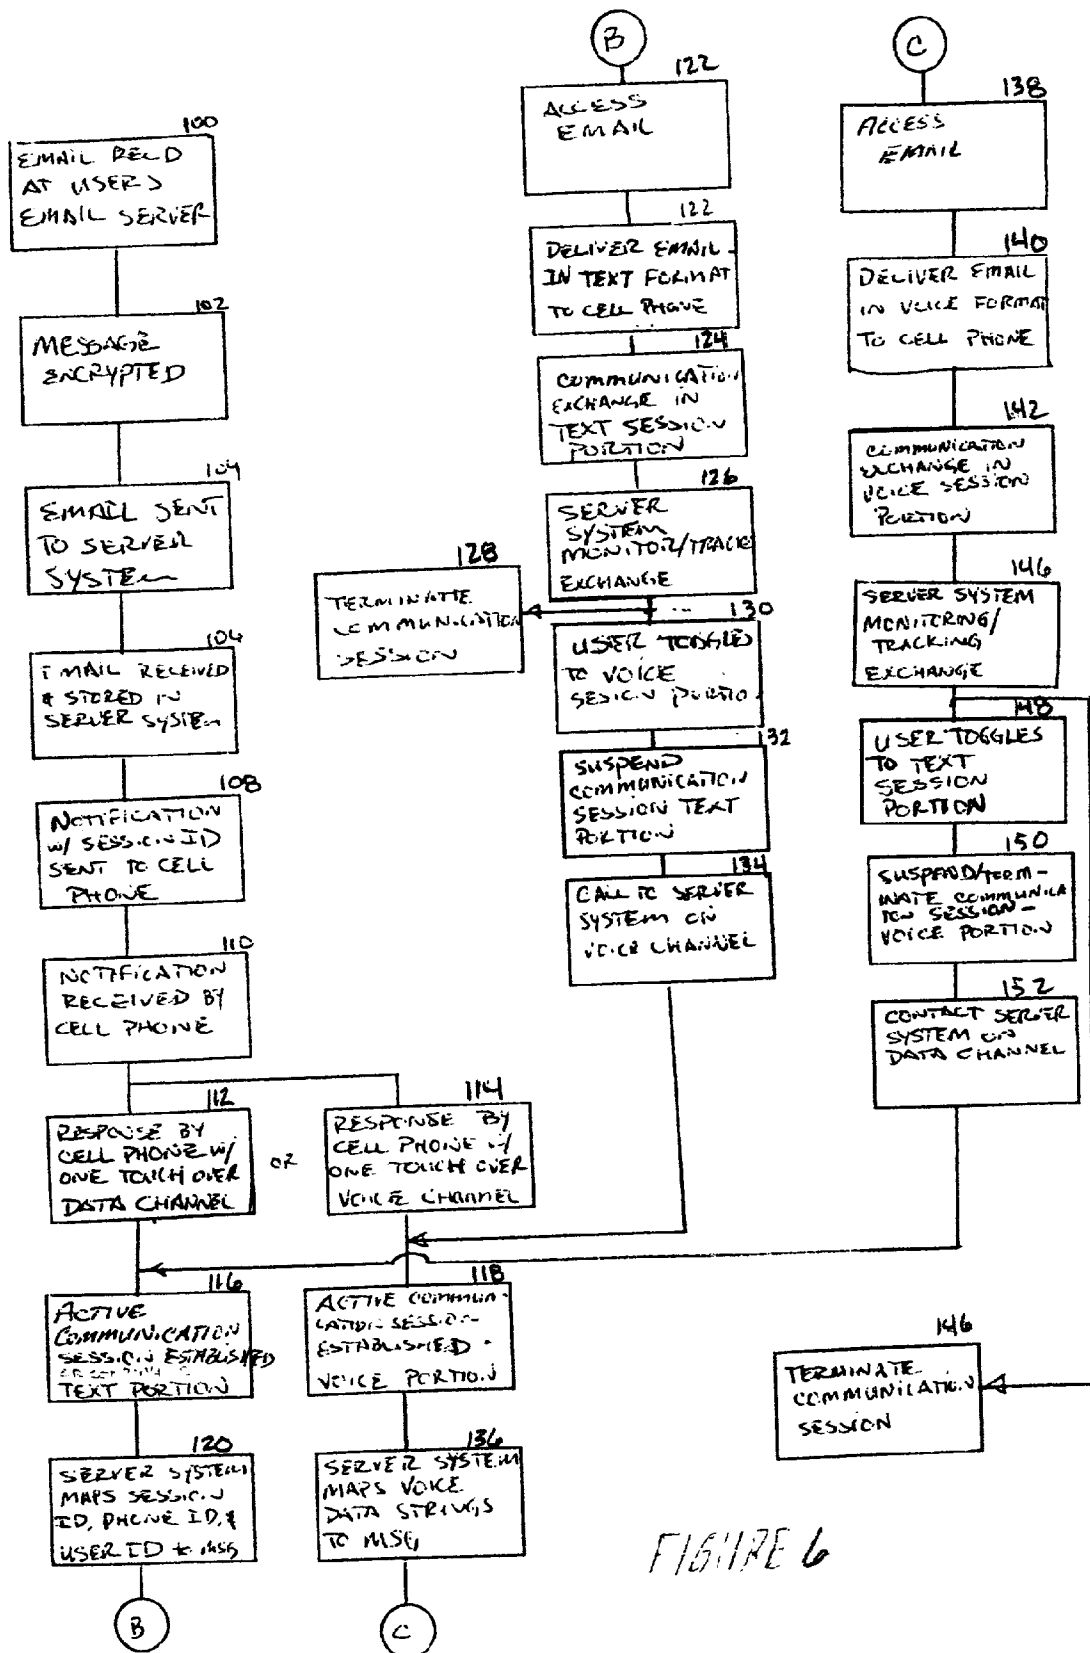 100
EMAIL REC D
AT USER'S
EMAIL SERVER
102
MESSAGE
ENCRYPTED
104
EMAIL SENT
TO SERVER
SYSTEM
104
EMAIL RECEIVED
& STORED IN
SERVER SYSTEM
108
NOTIFICATION
W/ SESSION ID
SENT TO CELL
PHONE
110
NOTIFICATION
RECEIVED BY
CELL PHONE
112
RESPONSE BY
CELL PHONE W/
ONE TOUCH OVER
DATA CHANNEL
OR
114
RESPONSE BY
CELL PHONE W/
ONE TOUCH OVER
VOICE CHANNEL
116
ACTIVE
COMMUNICATION
SESSION ESTABLISHED
TEXT PORTION
118
ACTIVE COMMUNI-
CATION SESSION-
ESTABLISHED -
VOICE PORTION
120
SERVER SYSTEM
MAPS SESSION
ID, PHONE ID, &
USER ID to MSG
B
136
SERVER SYSTEM
MAPS VOICE
DATA STRINGS
TO MSG
C
B
122
ACCESS
EMAIL
122
DELIVER EMAIL -
IN TEXT FORMAT
TO CELL PHONE
124
COMMUNICATION
EXCHANGE IN
TEXT SESSION
PORTION
126
SERVER
SYSTEM
MONITOR/TRACK
EXCHANGE
128
TERMINATE
COMMUNICATION
SESSION
130
USER TOGGLED
TO VOICE
SESION PORTION
132
SUSPEND
COMMUNICATION
SESSION TEXT
PORTION
134
CALL TO SERVER
SYSTEM ON
VOICE CHANNEL
C
138
ACCESS
EMAIL
140
DELIVER EMAIL
IN VOICE FORMAT
TO CELL PHONE
142
COMMUNICATION
EXCHANGE IN
VOICE SESSION
PORTION
146
SERVER SYSTEM
MONITORING/
TRACKING
EXCHANGE
148
USER TOGGLES
TO TEXT
SESSION
PORTION
150
SUSPEND/TERM-
INATE COMMUNICA
TION SESSION -
VOICE PORTION
152
CONTACT SERVER
SYSTEM ON
DATA CHANNEL
146
TERMINATE
COMMUNICATION
SESSION
FIGURE 6